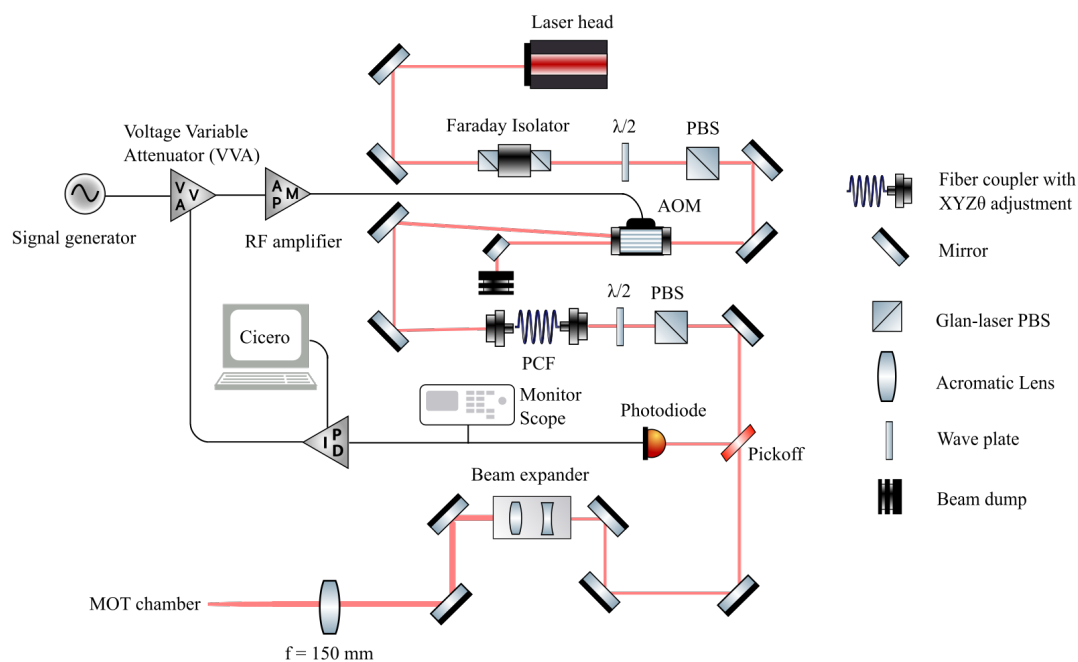 Laser head
Faraday Isolator
λ/2
PBS
Voltage Variable
Attenuator (VVA)
V
V
A
A
M
P
Signal generator
RF amplifier
AOM
Fiber coupler with
XYZθ adjustment
Mirror
λ/2
PBS
Glan-laser PBS
Cicero
PCF
Monitor
Scope
Photodiode
Acromatic Lens
P
I
D
Pickoff
Wave plate
Beam expander
Beam dump
MOT chamber
f = 150 mm